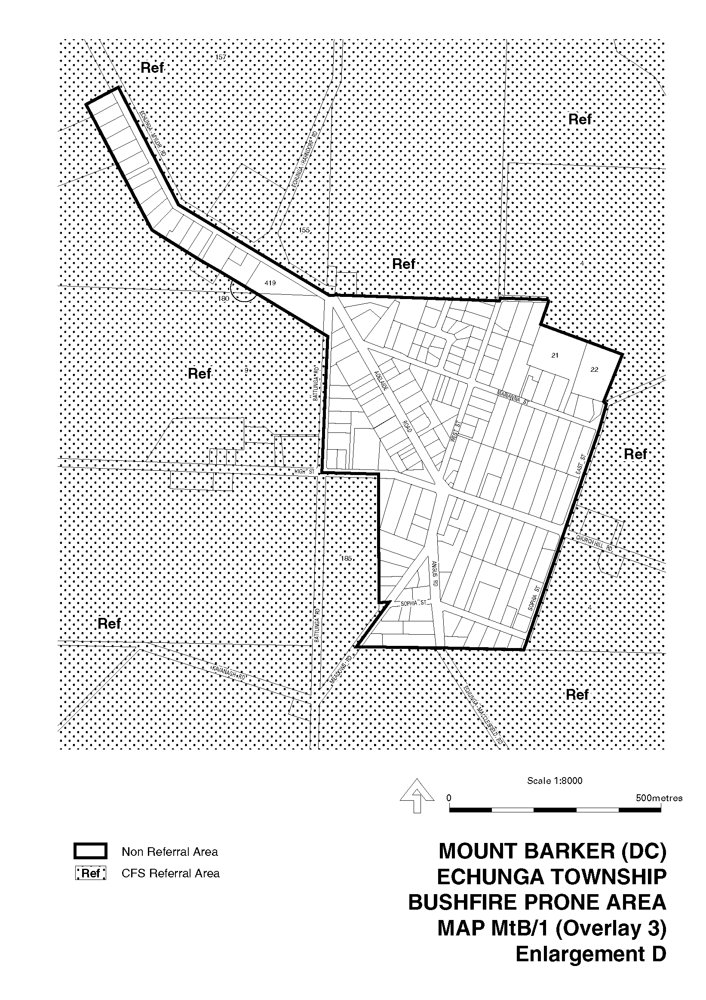 157
Ref
Ref
ECHUNGA - MYLOR RD
ECHUNGA - HAHNDORF RD
155
Ref
4
419
180
21
22
Ref
9
BATTUNGA RD
ADELAIDE
ROAD
MARIANNA ST
WEST ST
EAST ST
Ref
HIGH ST
CHURCH HILL RD
185
ANGUS RD
SOPHIA ST
SOPHIA ST
4
Ref
BATTUNGA RD
KAVANAGH RD
MEADOWS RD
ECHUNGA - MACCLESFIELD RD
Ref
Scale 1:8000
0
500metres
Non Referral Area
Ref
CFS Referral Area
MOUNT BARKER (DC)
ECHUNGA TOWNSHIP
BUSHFIRE PRONE AREA
MAP MtB/1 (Overlay 3)
Enlargement D